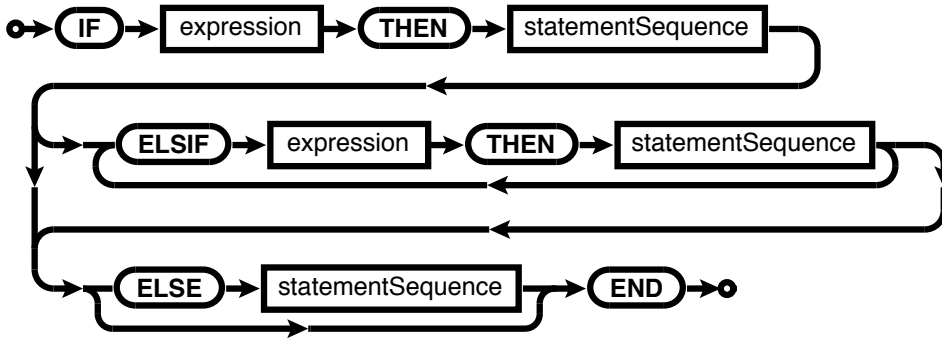 IF expression THEN statementSequence
ELSIF expression THEN statementSequence
ELSE statementSequence END